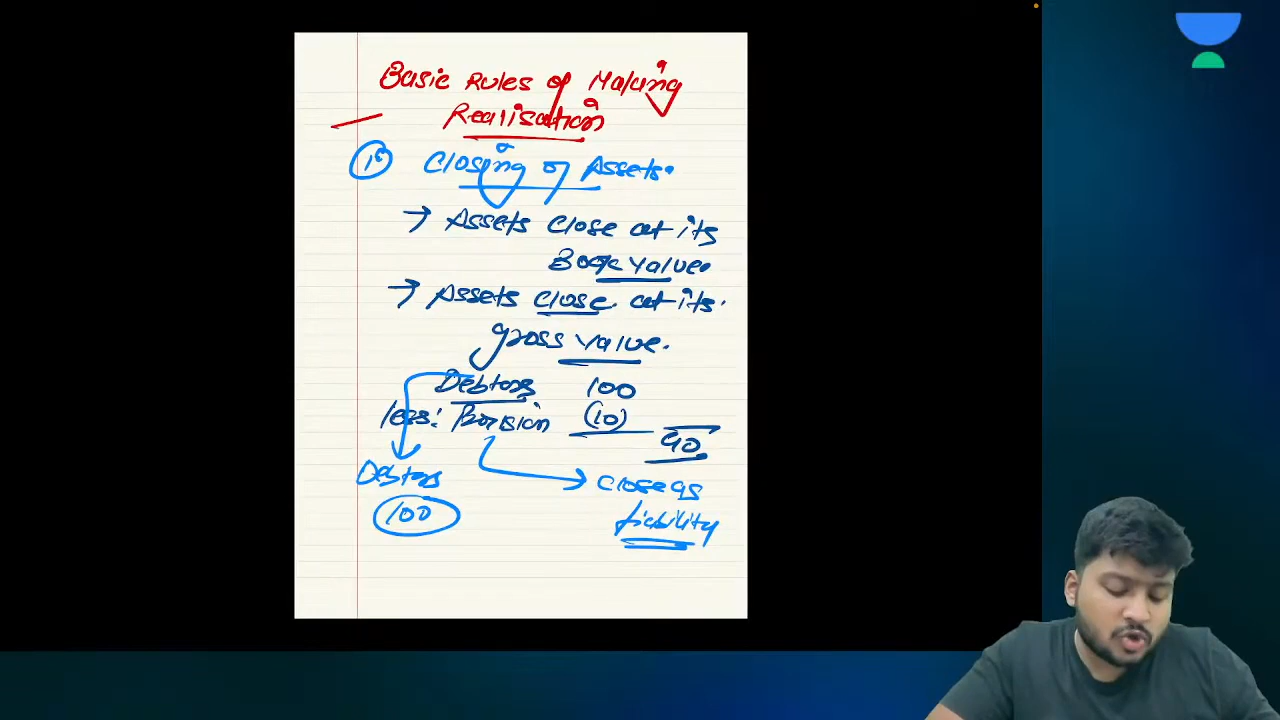 Basic Rules of Making
Realisation
1. Closing of Assets.
→ Assets close at its
Book Value.
→ Assets close at its.
gross value.
Debtors 100
less: Provision (10)
90
Debtors
close as
100
liability